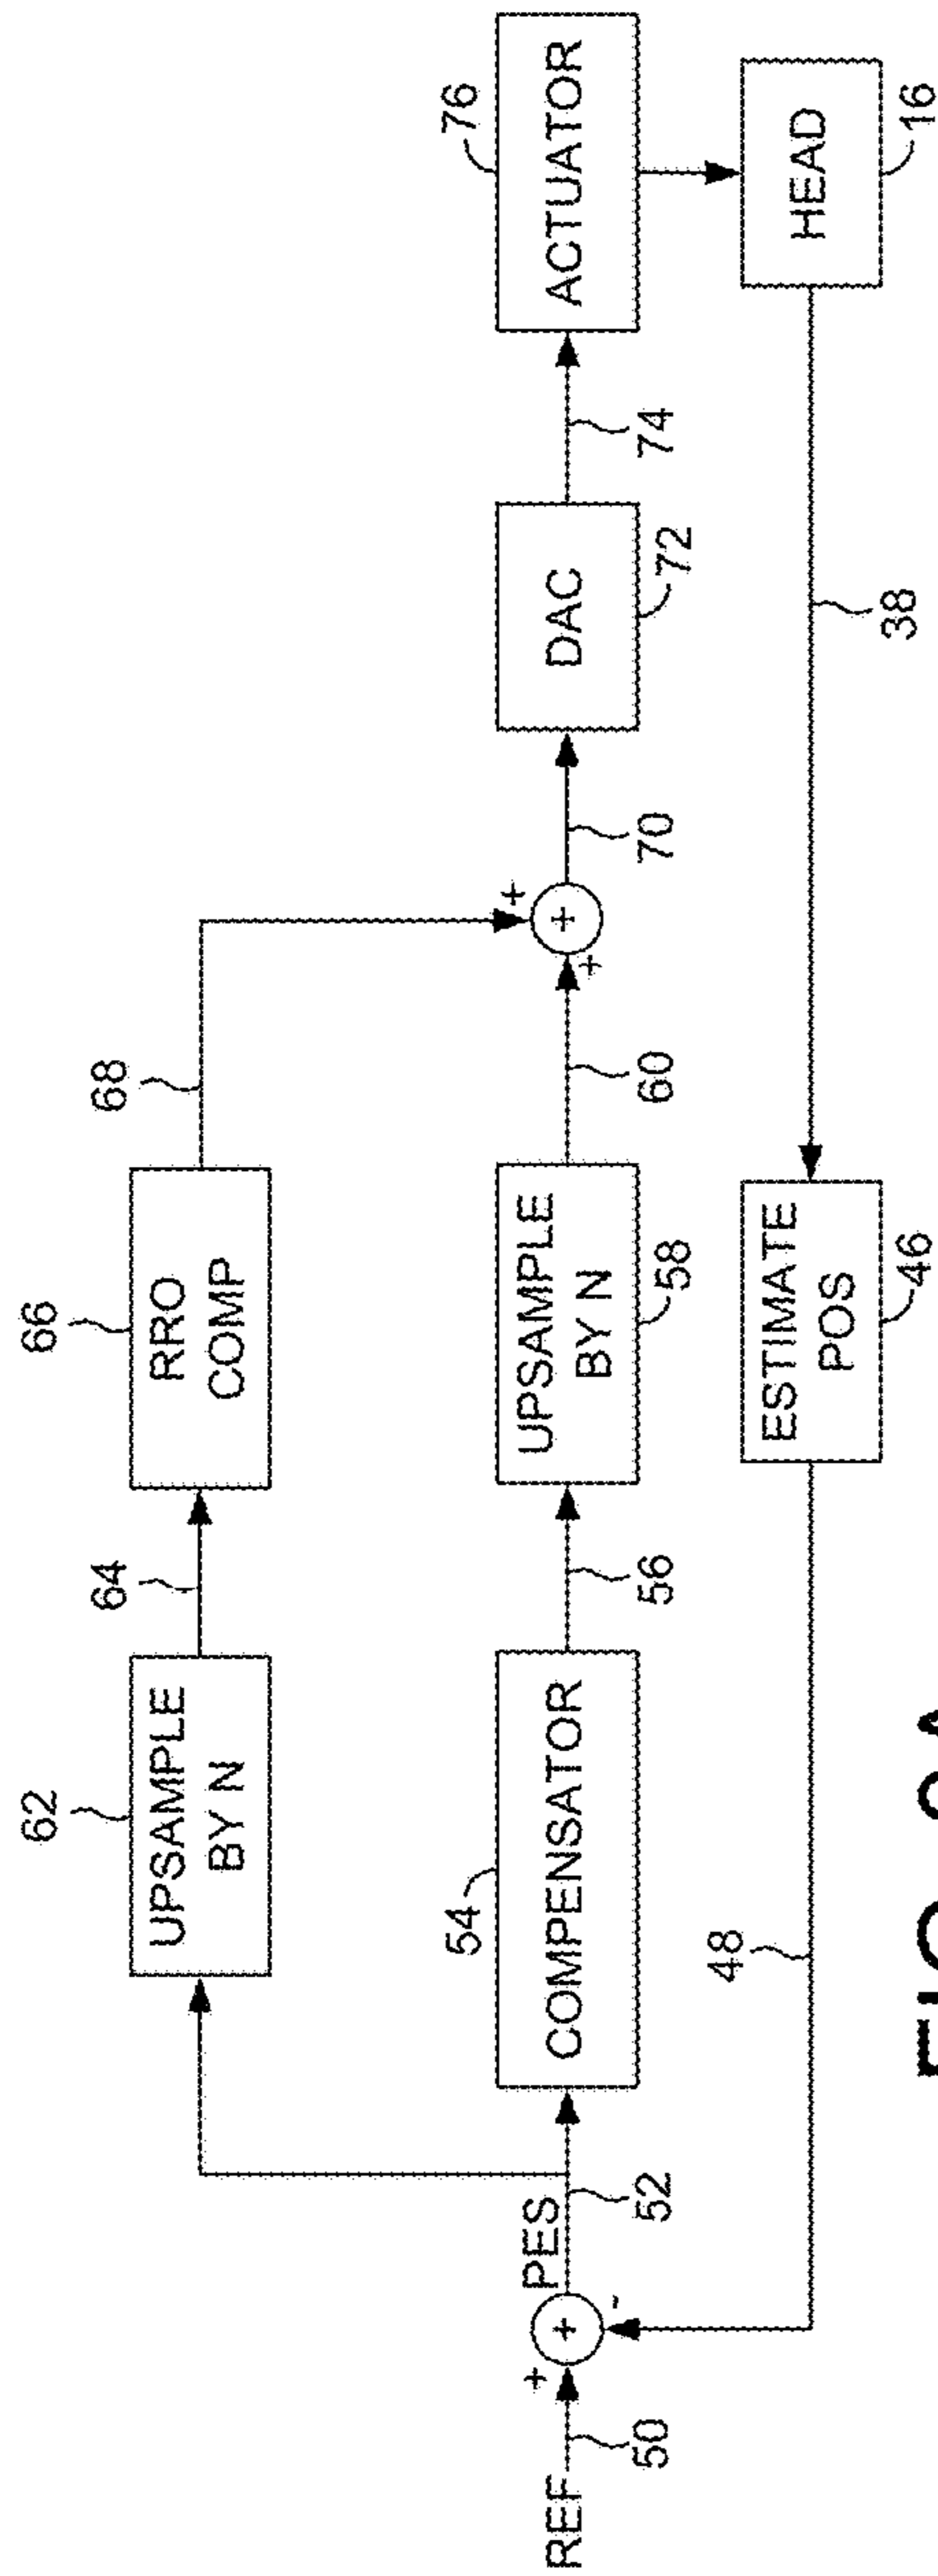 62
64
66
68
UPSAMPLE
BY N
RRO
COMP
76
REF
50
+
+
-
PES
52
54
COMPENSATOR
56
UPSAMPLE
BY N
58
60
+
+
+
70
DAC
72
74
ACTUATOR
48
ESTIMATE
POS
46
38
HEAD
16